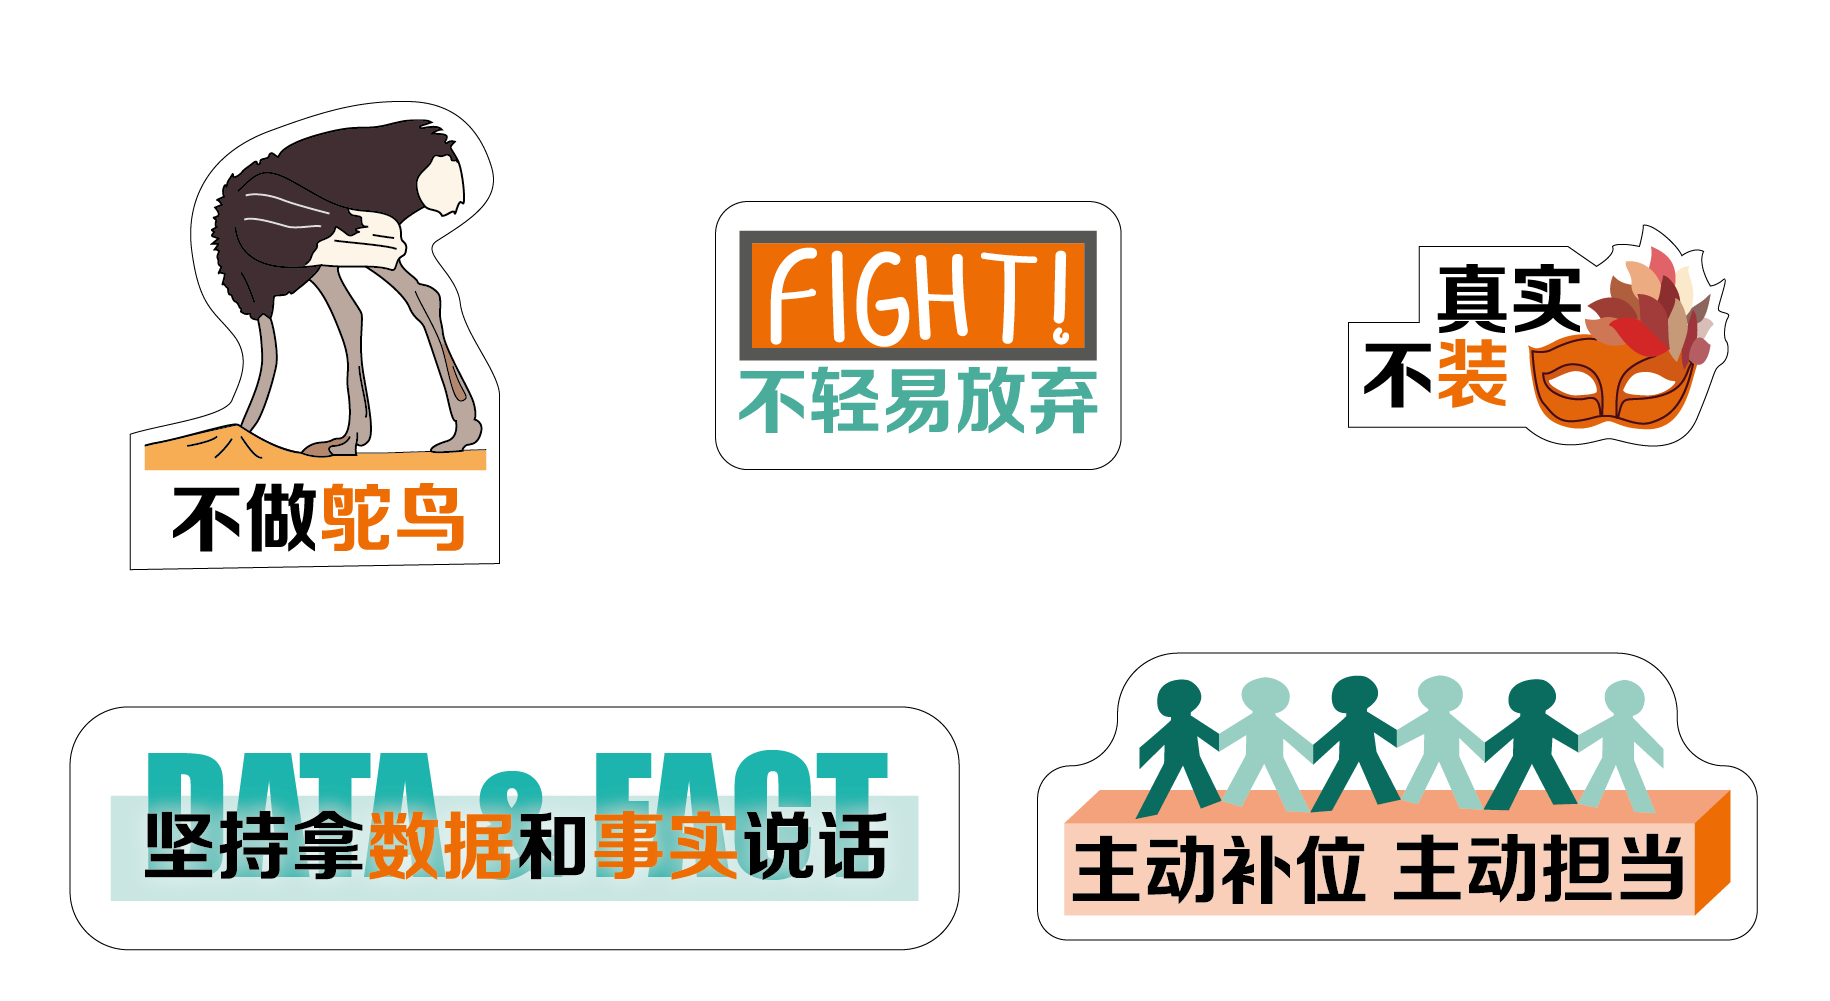 不做鸵鸟
FIGHT!
不轻易放弃
真实
不装
DATA & FACT
坚持拿数据和事实说话
主动补位 主动担当